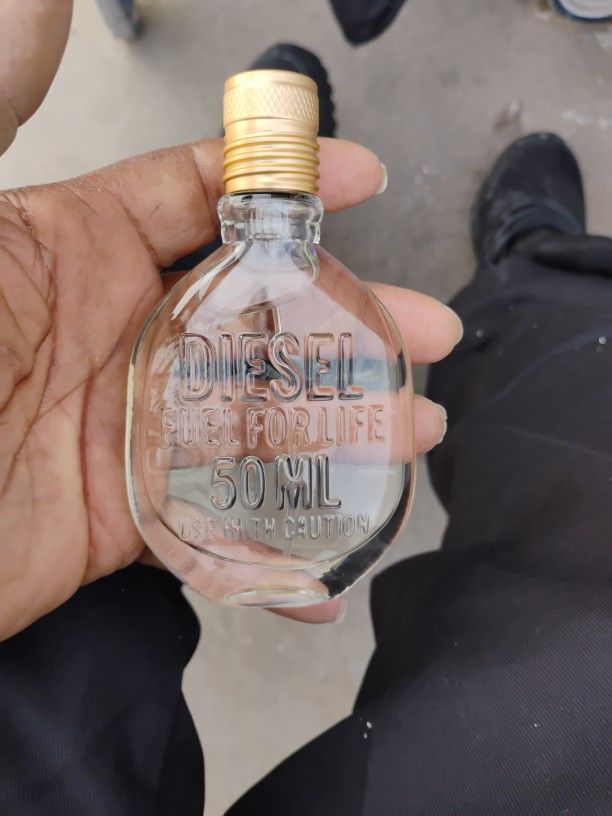 DIESEL
FUEL FOR LIFE
50 ML
USE WITH CAUTION